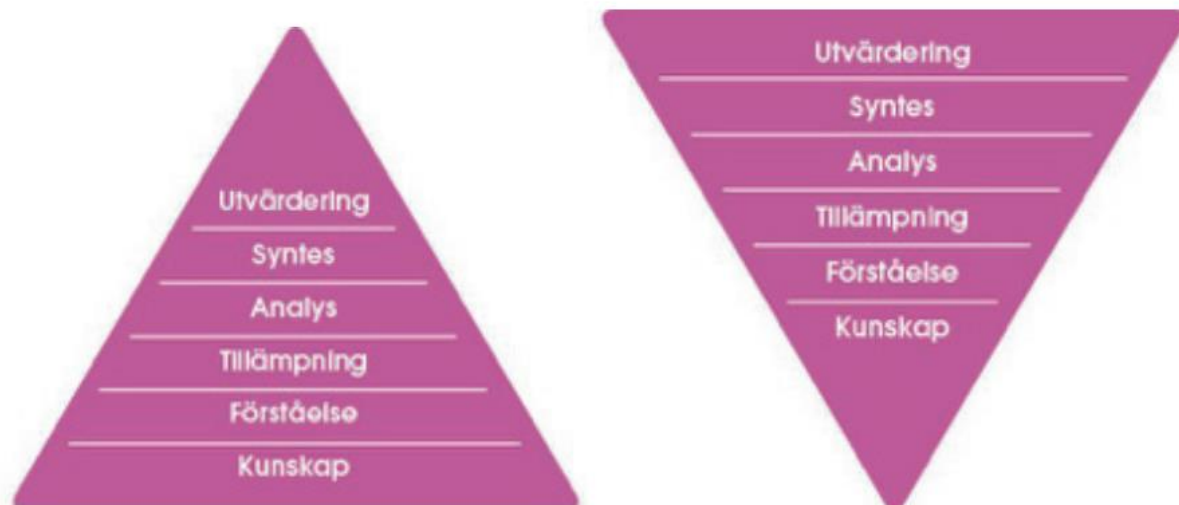 Utvärdering
Syntes
Analys
Tillämpning
Förståelse
Kunskap
Utvärdering
Syntes
Analys
Tillämpning
Förståelse
Kunskap